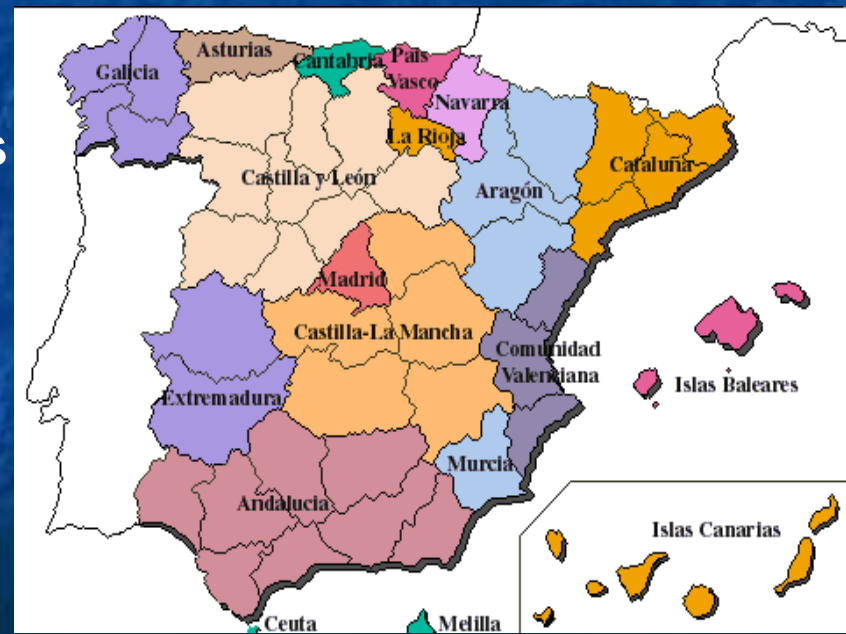 s
Galicia
Asturias
Cantabria
País
Vasco
Navarra
La Rioja
Cataluña
Castilla y León
Aragón
Madrid
Castilla-La Mancha
Comunidad
Valenciana
Islas Baleares
Extremadura
Murcia
Andalucia
Islas Canarias
Ceuta
Melilla